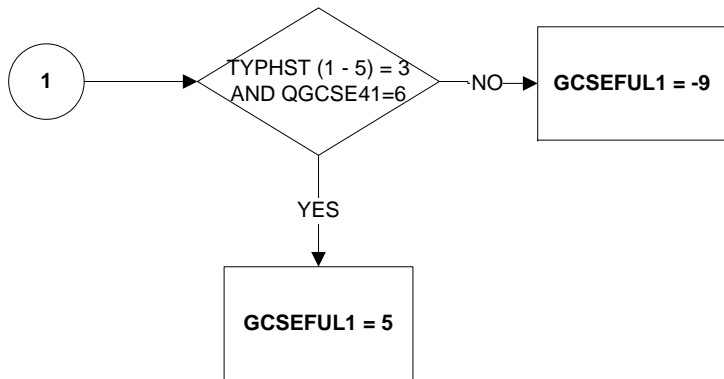 1
TYPHST (1 - 5) = 3
AND QGCSE41=6
NO
GCSEFUL1 = -9
YES
GCSEFUL1 = 5